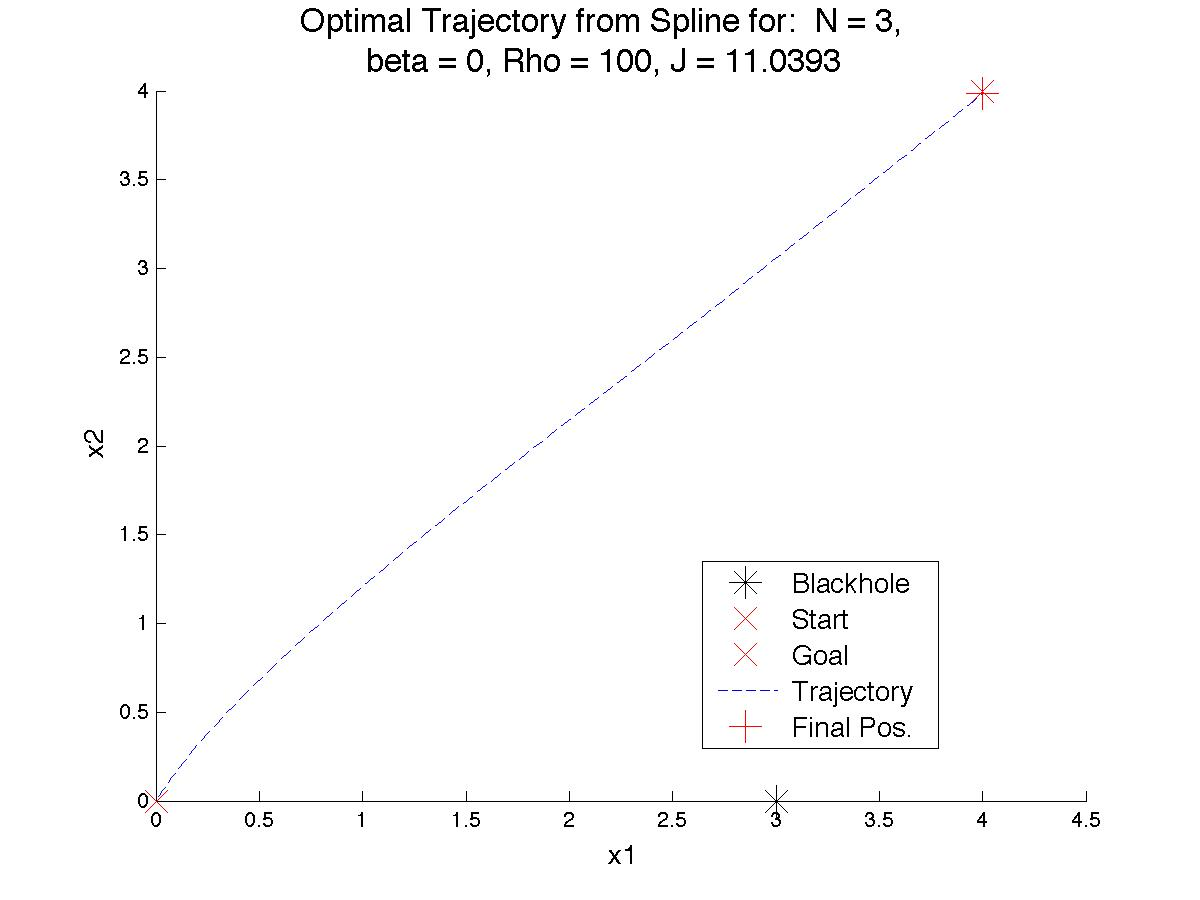 Optimal Trajectory from Spline for:  N = 3,
beta = 0, Rho = 100, J = 11.0393
4
3.5
3
2.5
2
1.5
1
0.5
0
x2
Blackhole
Start
Goal
Trajectory
Final Pos.
0 0.5 1 1.5 2 2.5 3 3.5 4 4.5
x1